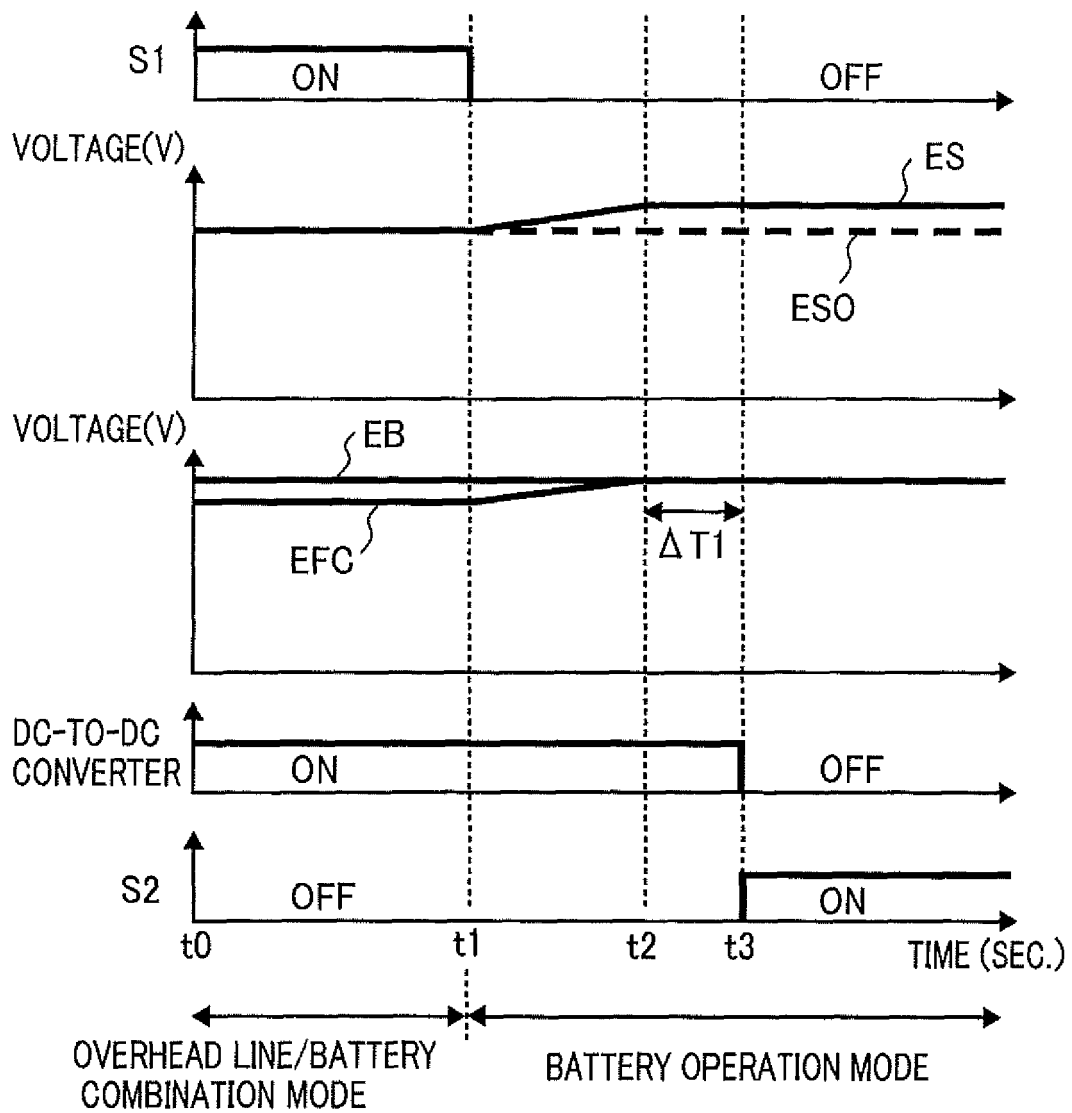 S1
ON
OFF
VOLTAGE(V)
ES
ESO
VOLTAGE(V)
EB
EFC
ΔT1
DC-TO-DC
CONVERTER
ON
OFF
S2
OFF
ON
t0
t1
t2
t3
TIME (SEC.)
OVERHEAD LINE/BATTERY
COMBINATION MODE
BATTERY OPERATION MODE